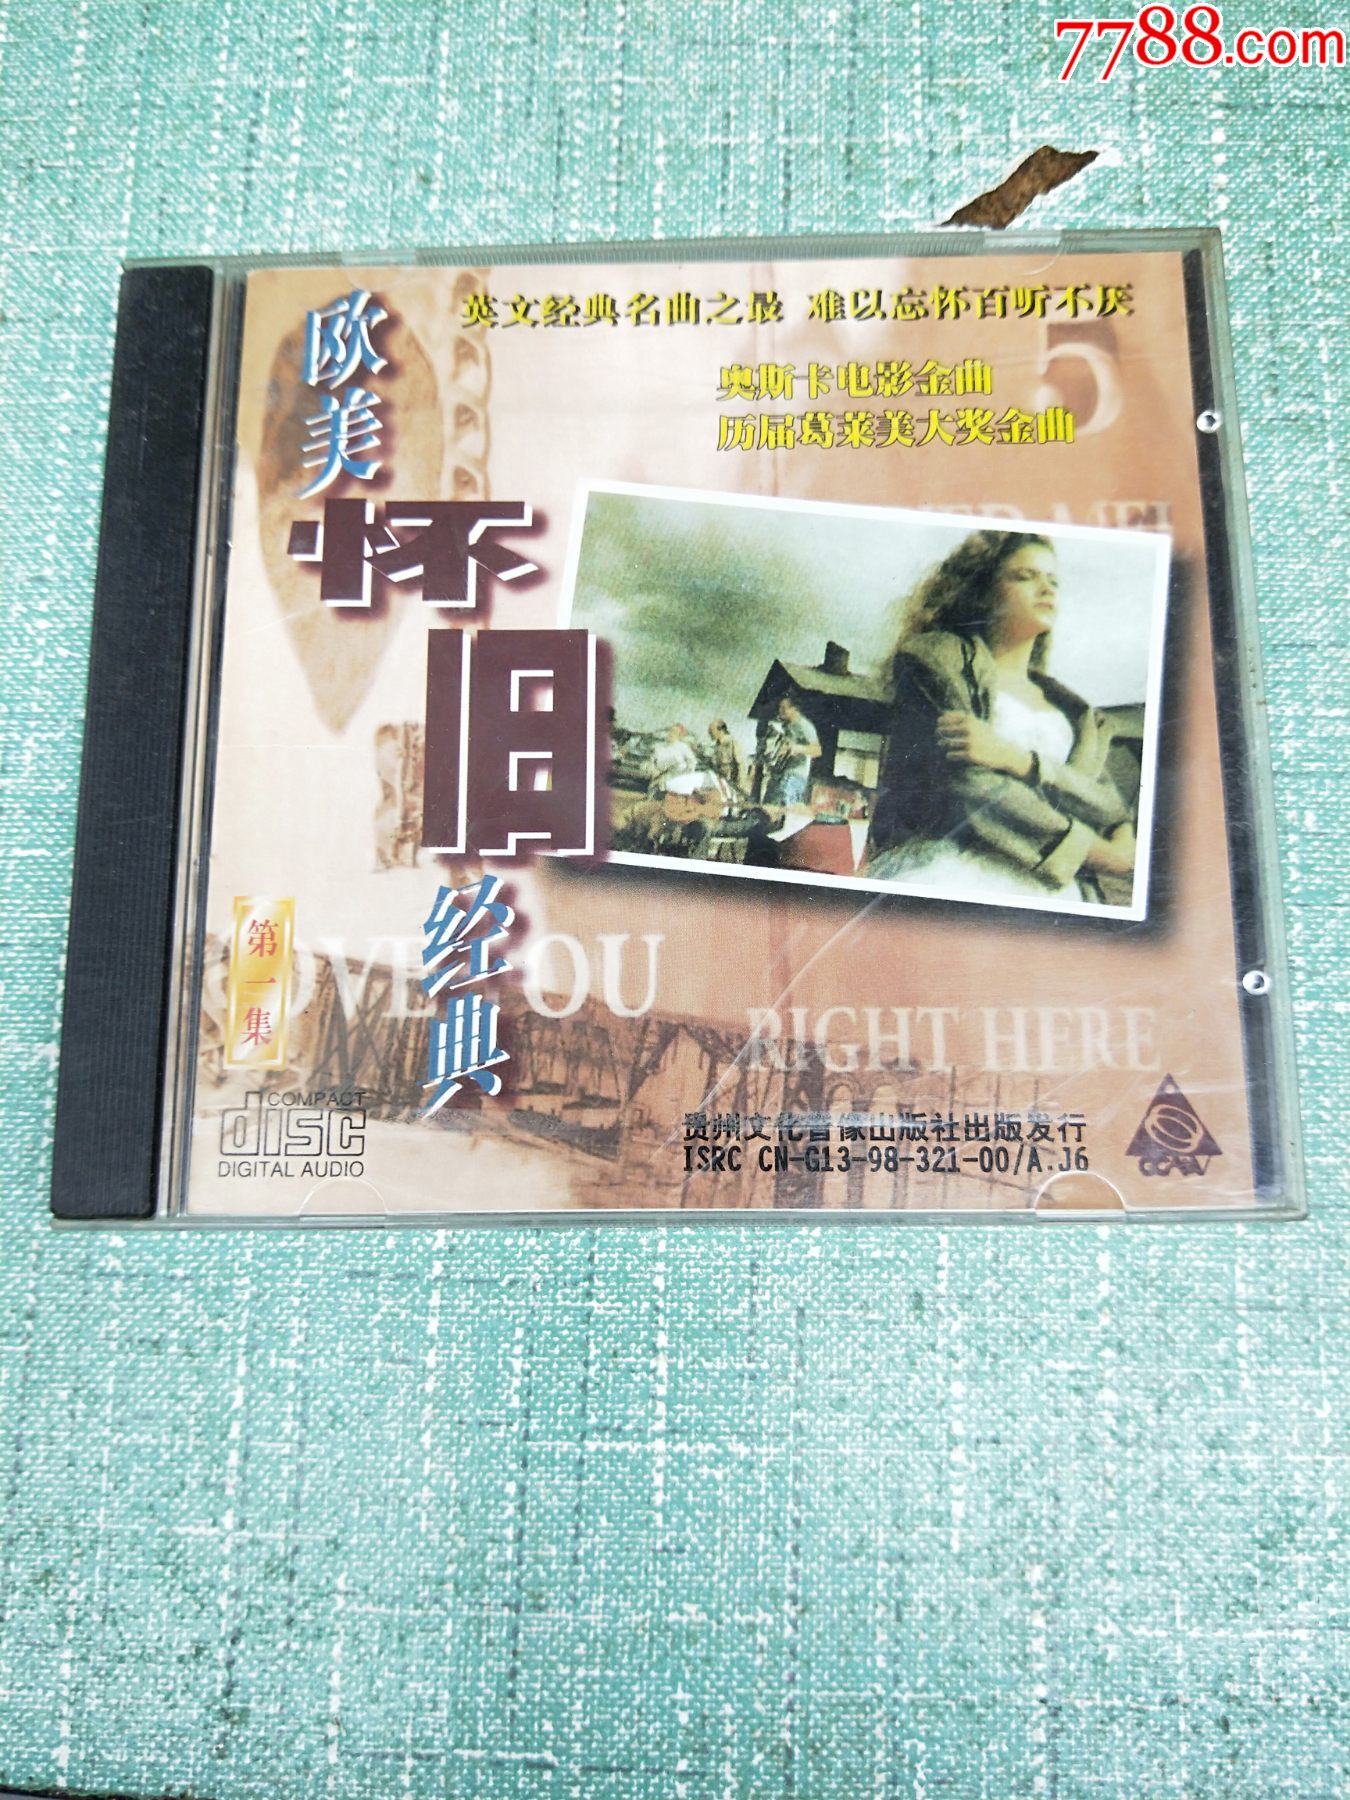 7788.com
英文经典名曲之最 难以忘怀百听不厌
5
奥斯卡电影金曲
历届葛莱美大奖金曲
欧美
怀旧
经典
第一集
OVE OU
RIGHT HERE
COMPACT
disc
DIGITAL AUDIO
贵州文化音像出版社出版发行
ISRC CN-G13-98-321-00/A.J6